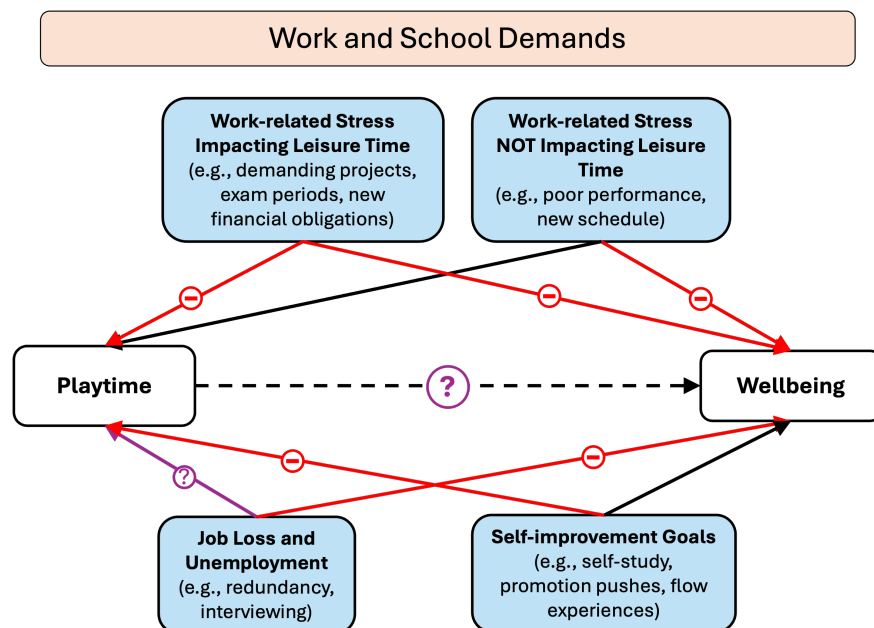 Work and School Demands
Work-related Stress
Impacting Leisure Time
(e.g., demanding projects,
exam periods, new
financial obligations)
Work-related Stress
NOT Impacting Leisure
Time
(e.g., poor performance,
new schedule)
Playtime
?
Wellbeing
?
Job Loss and
Unemployment
(e.g., redundancy,
interviewing)
Self-improvement Goals
(e.g., self-study,
promotion pushes, flow
experiences)